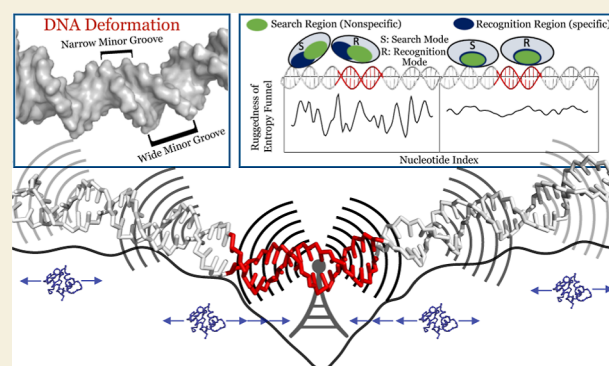 DNA Deformation
Narrow Minor Groove
Wide Minor Groove
Search Region (Nonspecific)
Recognition Region (specific)
S: Search Mode
R: Recognition
Mode
S
R
S
R
Ruggedness of
Entropy Funnel
Nucleotide Index